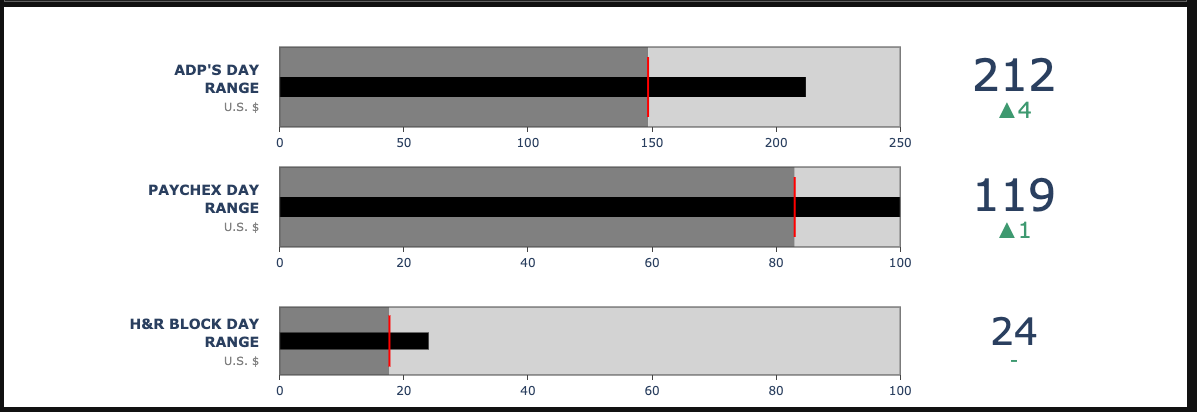 ADP'S DAY
RANGE
U.S. $
0 50 100 150 200 250
212
▲4
PAYCHEX DAY
RANGE
U.S. $
0 20 40 60 80 100
119
▲1
H&R BLOCK DAY
RANGE
U.S. $
0 20 40 60 80 100
24
-